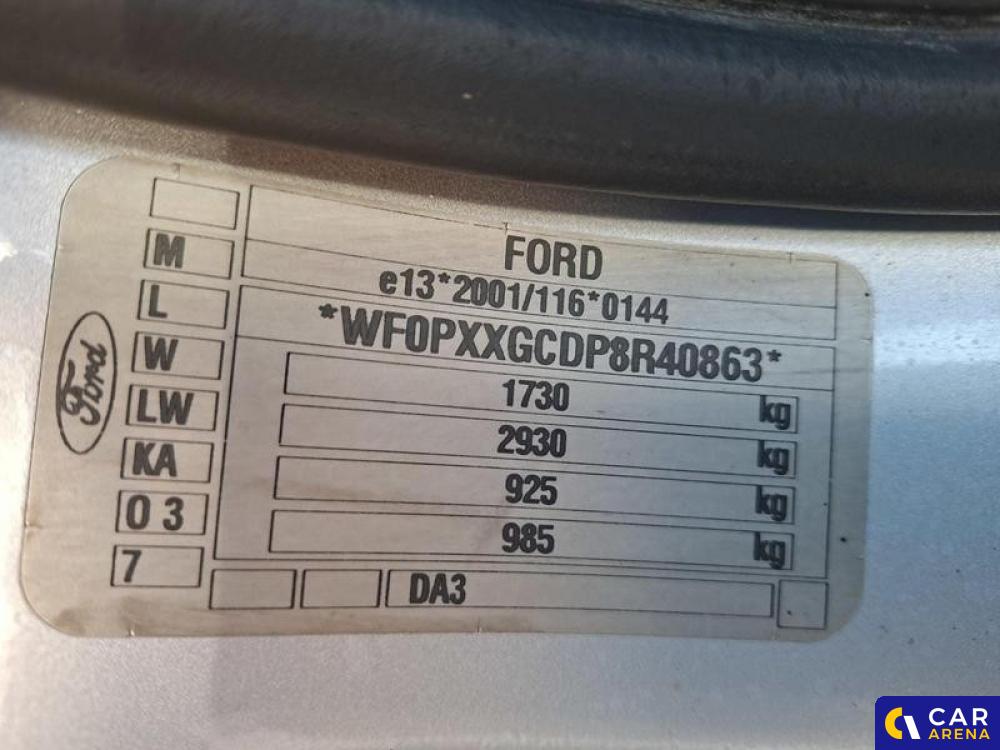 FORD
e13*2001/116*0144
*WF0PXXGCDP8R40863*
1730 kg
2930 kg
925 kg
985 kg
DA3
M
L
W
LW
KA
0 3
7
Ford
CAR
ARENA